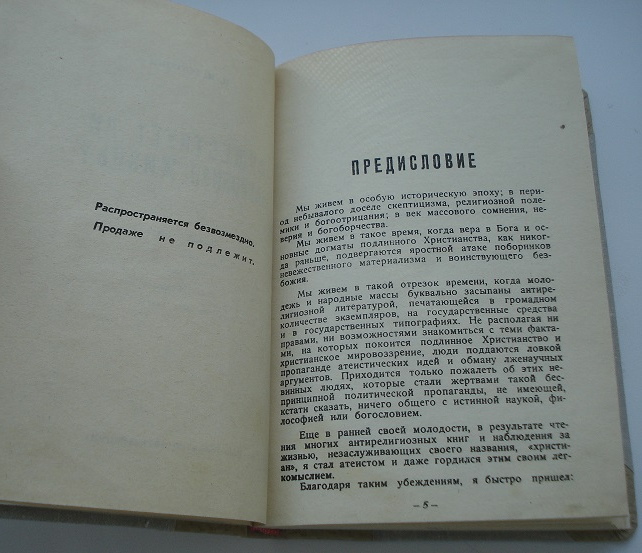 Распространяется безвозмездно.
Продаже не подлежит.
ПРЕДИСЛОВИЕ
Мы живем в особую историческую эпоху; в пери-
од небывалого доселе скептицизма, религиозной поле-
мики и богоотрицания; в век массового сомнения, не-
верия и богоборчества.
Мы живем в такое время, когда вера в Бога и ос-
новные догматы подлинного Христианства, как никог-
да раньше, подвергаются яростной атаке поборников
невежественного материализма и воинствующего без-
божия.
Мы живем в такой отрезок времени, когда моло-
дежь и народные массы буквально засыпаны антире-
лигиозной литературой, печатающейся в громадном
количестве экземпляров, на государственные средства
и в государственных типографиях. Не располагая ни
правами, ни возможностями знакомиться с теми факта-
ми, на которых покоится подлинное Христианство и
христианское мировоззрение, люди поддаются ловкой
пропаганде атеистических идей и обману лженаучных
аргументов. Приходится только пожалеть об этих не-
винных людях, которые стали жертвами такой бес-
принципной политической пропаганды, не имеющей,
кстати сказать, ничего общего с истинной наукой, фи-
лософией или богословием.
Еще в ранней своей молодости, в результате чте-
ния многих антирелигиозных книг и наблюдения за
жизнью, незаслуживающих своего названия, «христи-
ан», я стал атеистом и даже гордился этим своим лег-
комыслием.
Благодаря таким убеждениям, я быстро пришел:
– 5 –